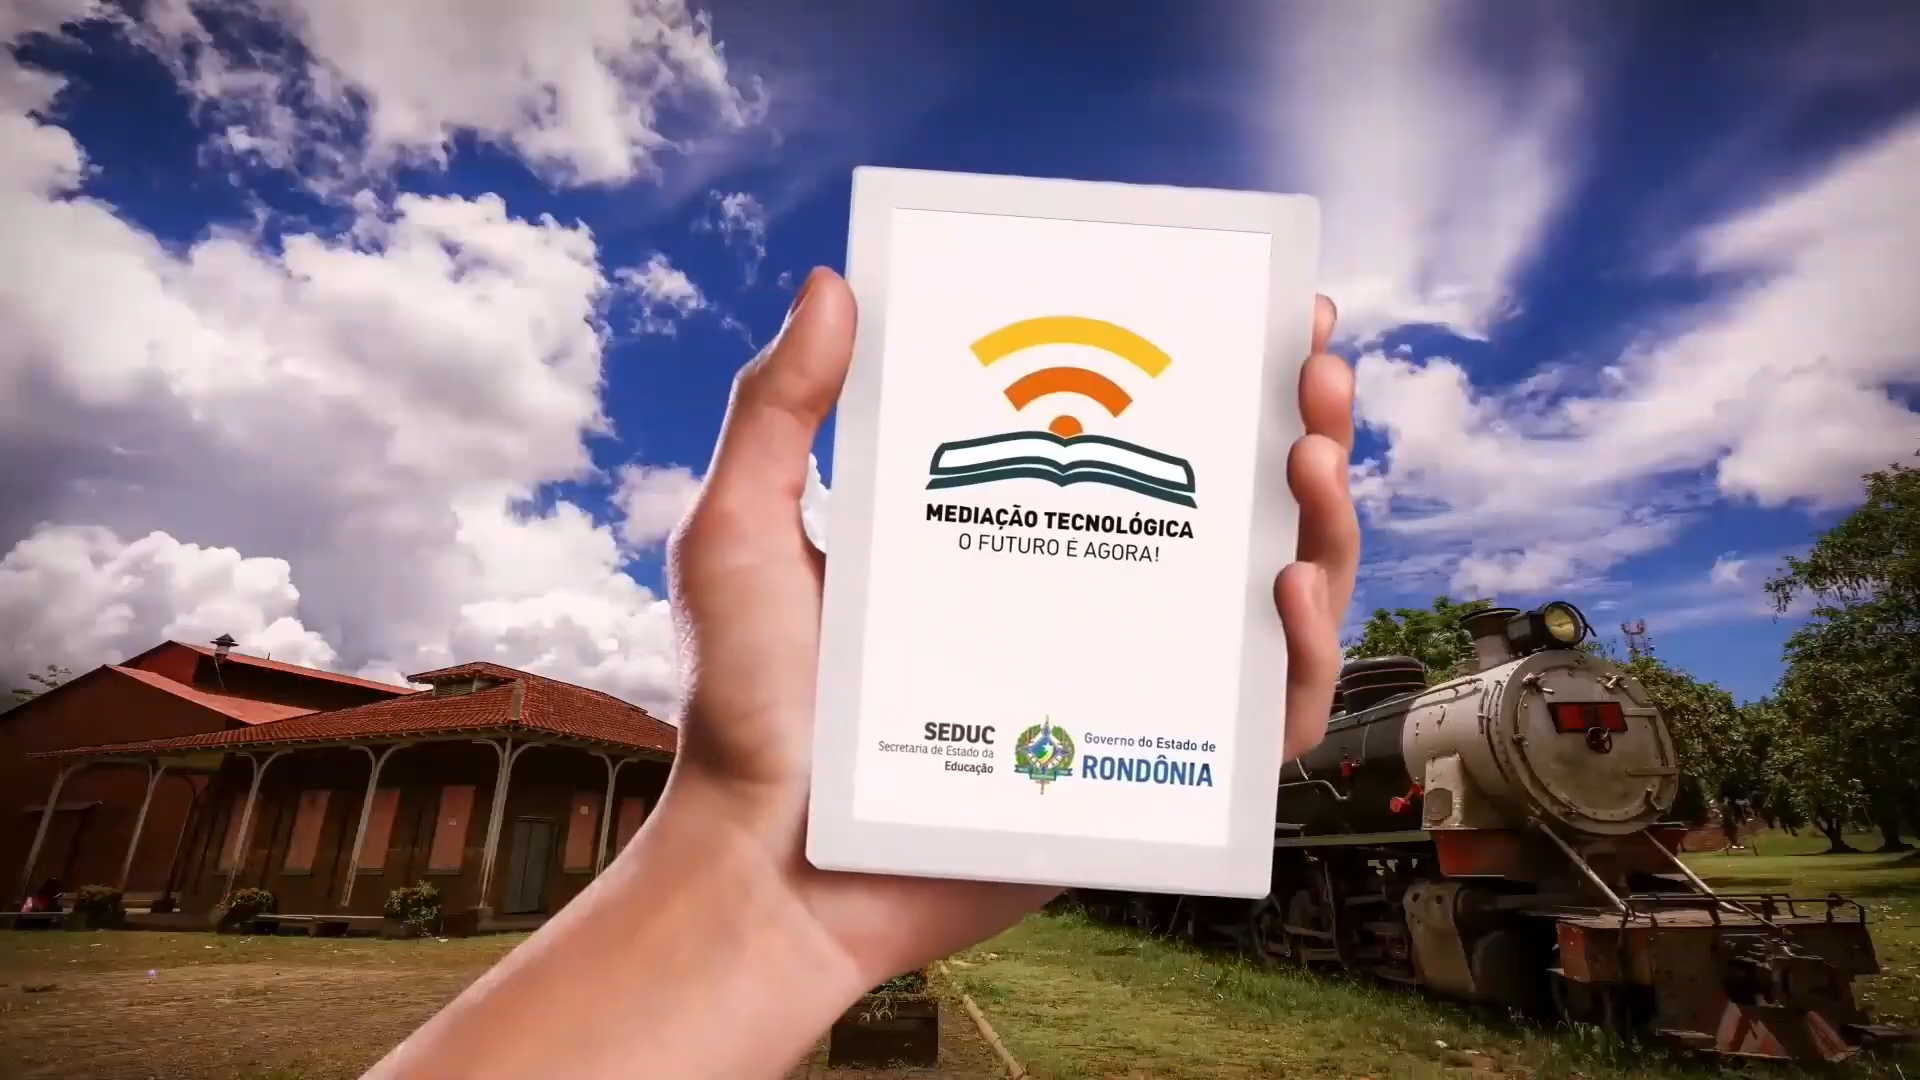 MEDIAÇÃO TECNOLÓGICA
O FUTURO É AGORA!
SEDUC
Secretaria de Estado da
Educação
Governo do Estado de
RONDÔNIA